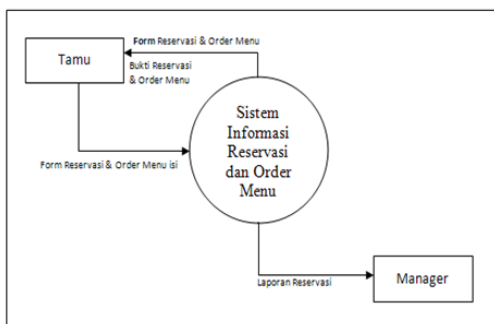 Form Reservasi & Order Menu
Tamu
Bukti Reservasi
& Order Menu
Sistem
Informasi
Reservasi
dan Order
Menu
Form Reservasi & Order Menu isi
Laporan Reservasi
Manager